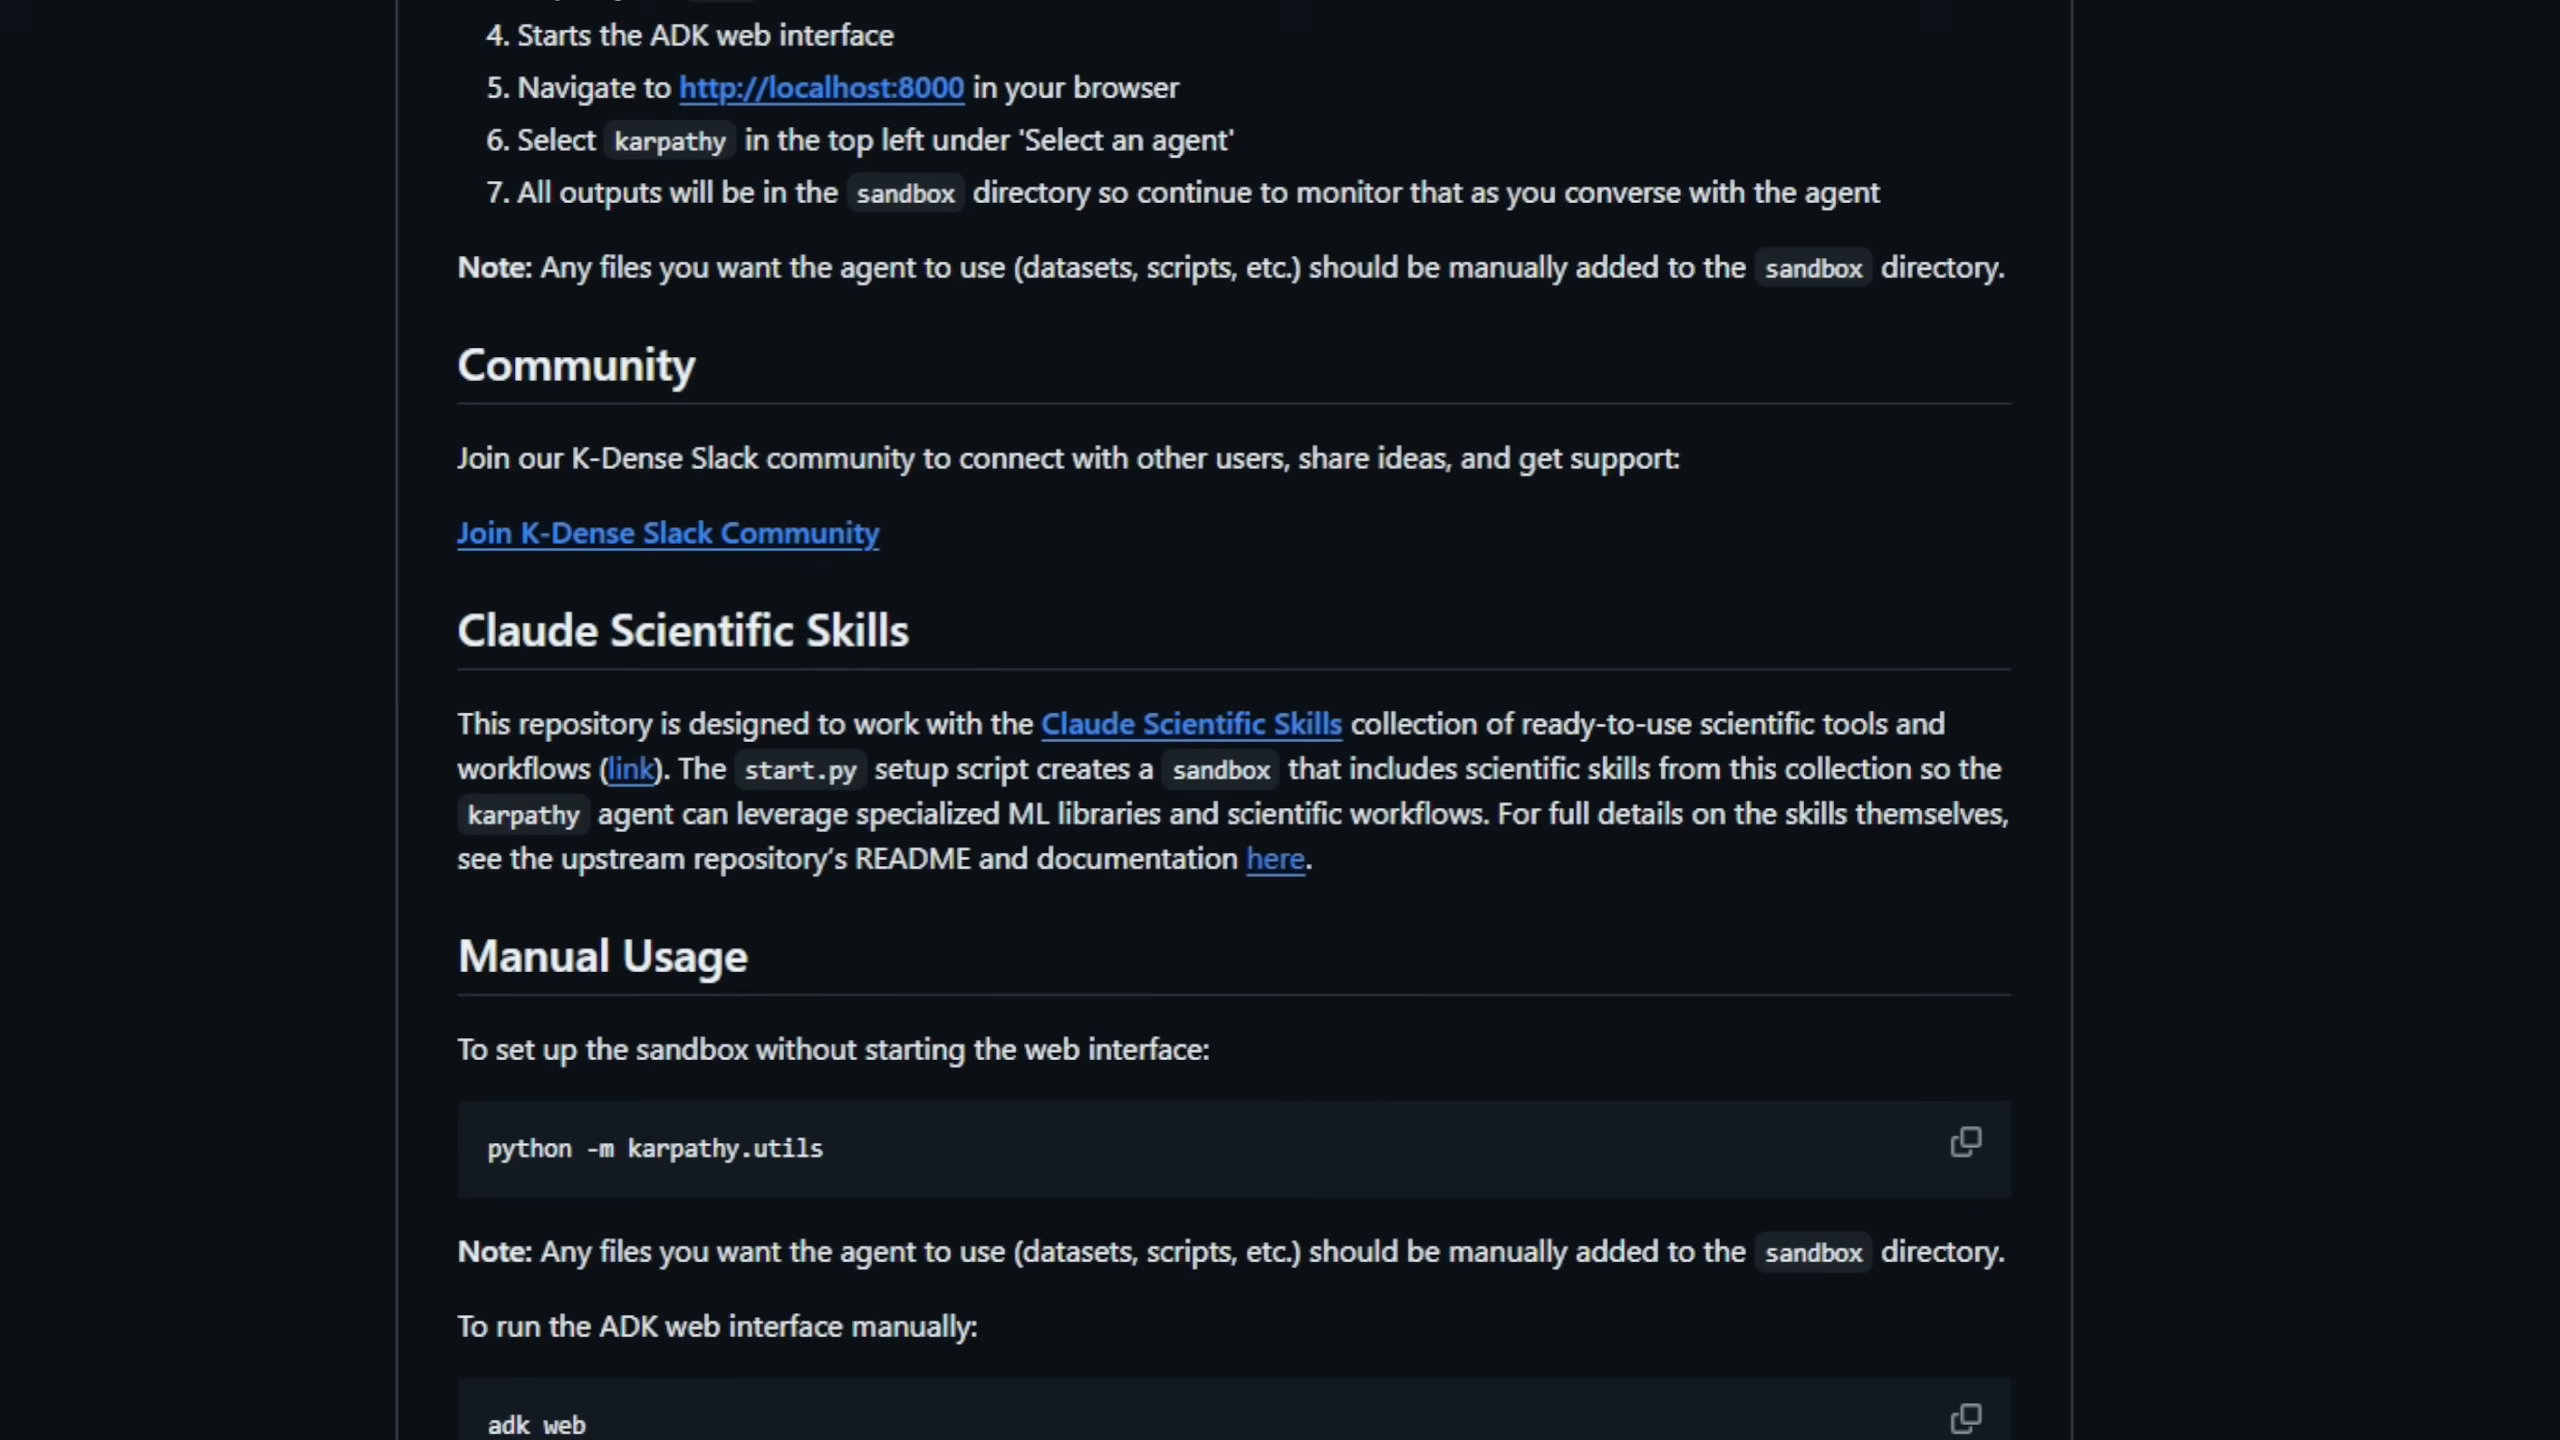 4. Starts the ADK web interface
5. Navigate to http://localhost:8000 in your browser
6. Select karpathy in the top left under 'Select an agent'
7. All outputs will be in the sandbox directory so continue to monitor that as you converse with the agent
Note: Any files you want the agent to use (datasets, scripts, etc.) should be manually added to the sandbox directory.
Community
Join our K-Dense Slack community to connect with other users, share ideas, and get support:
Join K-Dense Slack Community
Claude Scientific Skills
This repository is designed to work with the Claude Scientific Skills collection of ready-to-use scientific tools and
workflows (link). The start.py setup script creates a sandbox that includes scientific skills from this collection so the
karpathy agent can leverage specialized ML libraries and scientific workflows. For full details on the skills themselves,
see the upstream repository’s README and documentation here.
Manual Usage
To set up the sandbox without starting the web interface:
python -m karpathy.utils
Note: Any files you want the agent to use (datasets, scripts, etc.) should be manually added to the sandbox directory.
To run the ADK web interface manually:
adk web